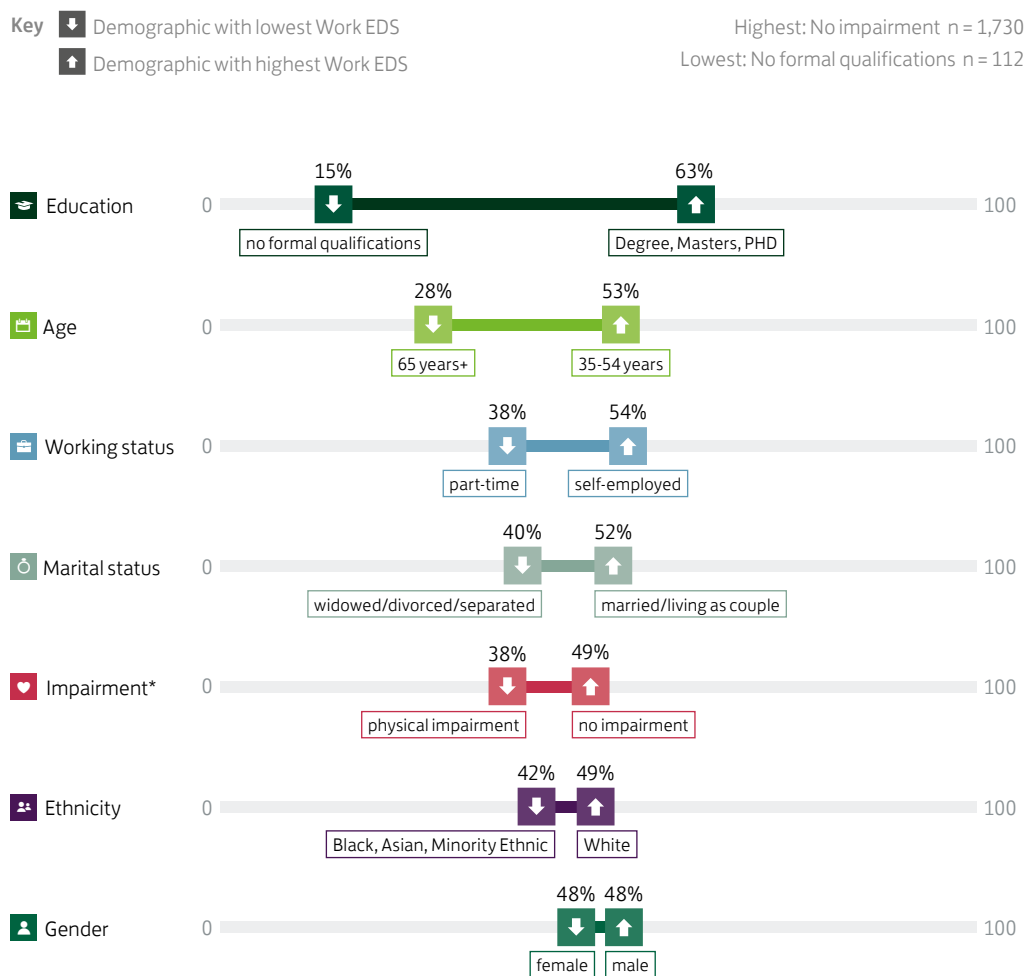 Key Demographic with lowest Work EDS
Demographic with highest Work EDS
Highest: No impairment n = 1,730
Lowest: No formal qualifications n = 112
15% 63%
Education 0 100
no formal qualifications Degree, Masters, PHD
28% 53%
Age 0 100
65 years+ 35-54 years
38% 54%
Working status 0 100
part-time self-employed
40% 52%
Marital status 0 100
widowed/divorced/separated married/living as couple
38% 49%
Impairment* 0 100
physical impairment no impairment
42% 49%
Ethnicity 0 100
Black, Asian, Minority Ethnic White
48% 48%
Gender 0 100
female male